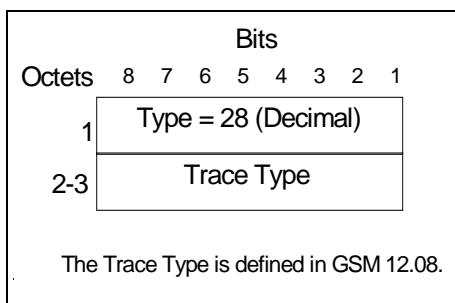 Bits
Octets 8 7 6 5 4 3 2 1
1 Type = 28 (Decimal)
2-3 Trace Type
The Trace Type is defined in GSM 12.08.